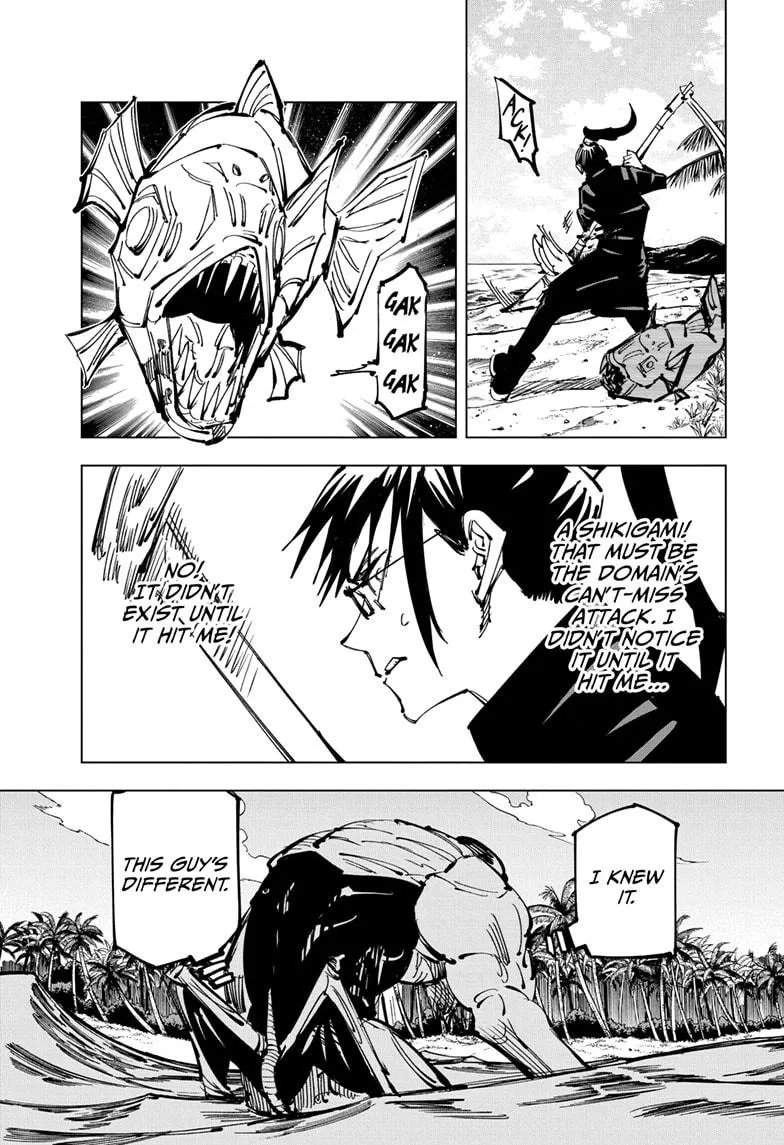 ACK!
GAK
GAK
GAK
A SHIKIGAMI!
THAT MUST BE
THE DOMAIN'S
CAN'T-MISS
ATTACK. I
DIDN'T NOTICE
IT UNTIL IT
HIT ME...
NO!
IT DIDN'T
EXIST UNTIL
IT HIT ME!
I KNEW
IT.
THIS GUY'S
DIFFERENT.